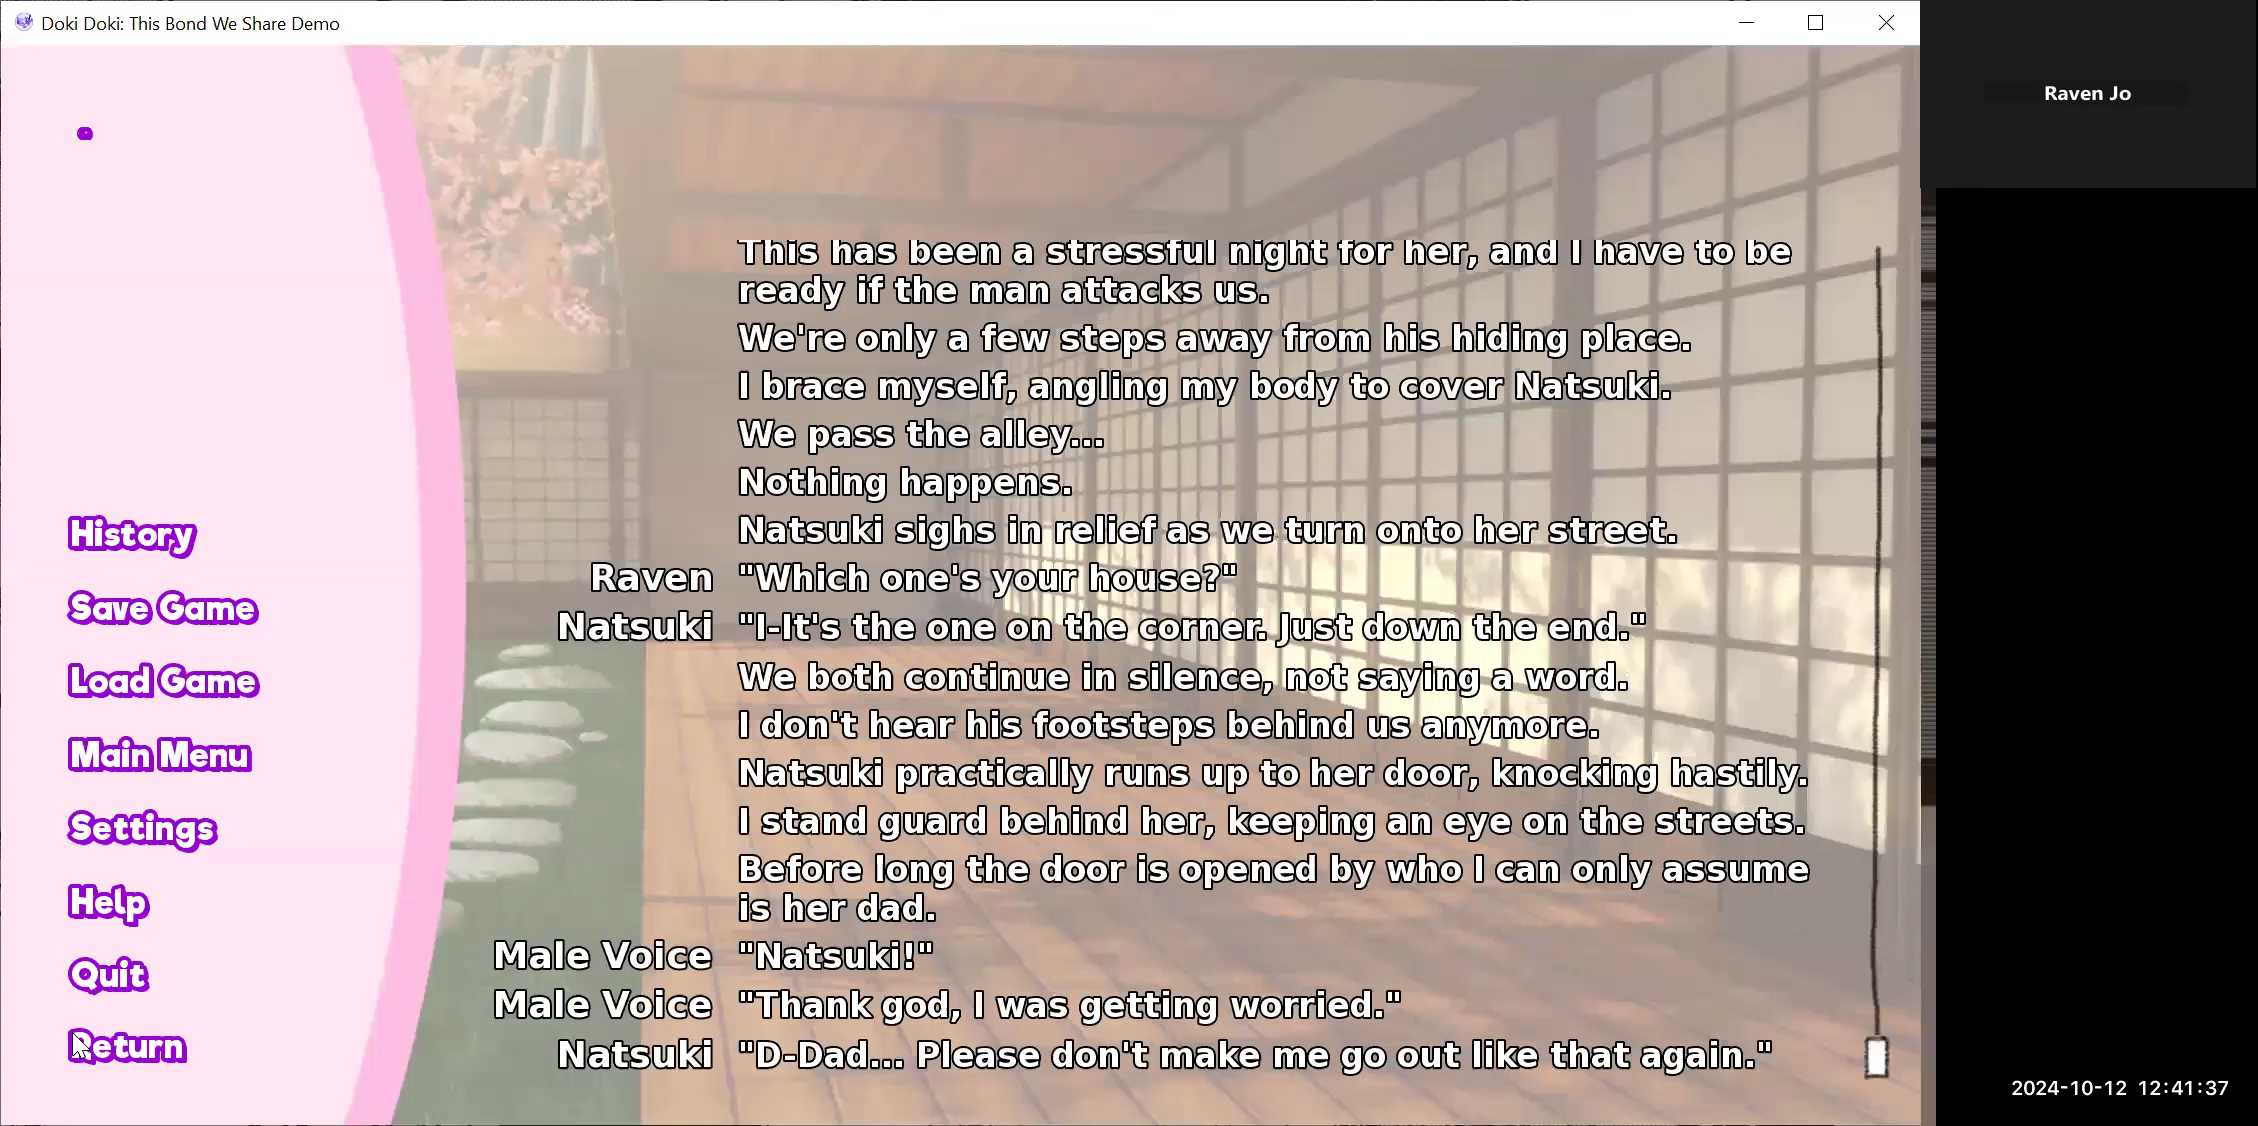 Doki Doki: This Bond We Share Demo
Raven Jo
This has been a stressful night for her, and I have to be
ready if the man attacks us.
We're only a few steps away from his hiding place.
I brace myself, angling my body to cover Natsuki.
We pass the alley...
Nothing happens.
Natsuki sighs in relief as we turn onto her street.
Raven "Which one's your house?"
Natsuki "I-It's the one on the corner. Just down the end."
We both continue in silence, not saying a word.
I don't hear his footsteps behind us anymore.
Natsuki practically runs up to her door, knocking hastily.
I stand guard behind her, keeping an eye on the streets.
Before long the door is opened by who I can only assume
is her dad.
Male Voice "Natsuki!"
Male Voice "Thank god, I was getting worried."
Natsuki "D-Dad... Please don't make me go out like that again."
History
Save Game
Load Game
Main Menu
Settings
Help
Quit
Return
2024-10-12 12:41:37